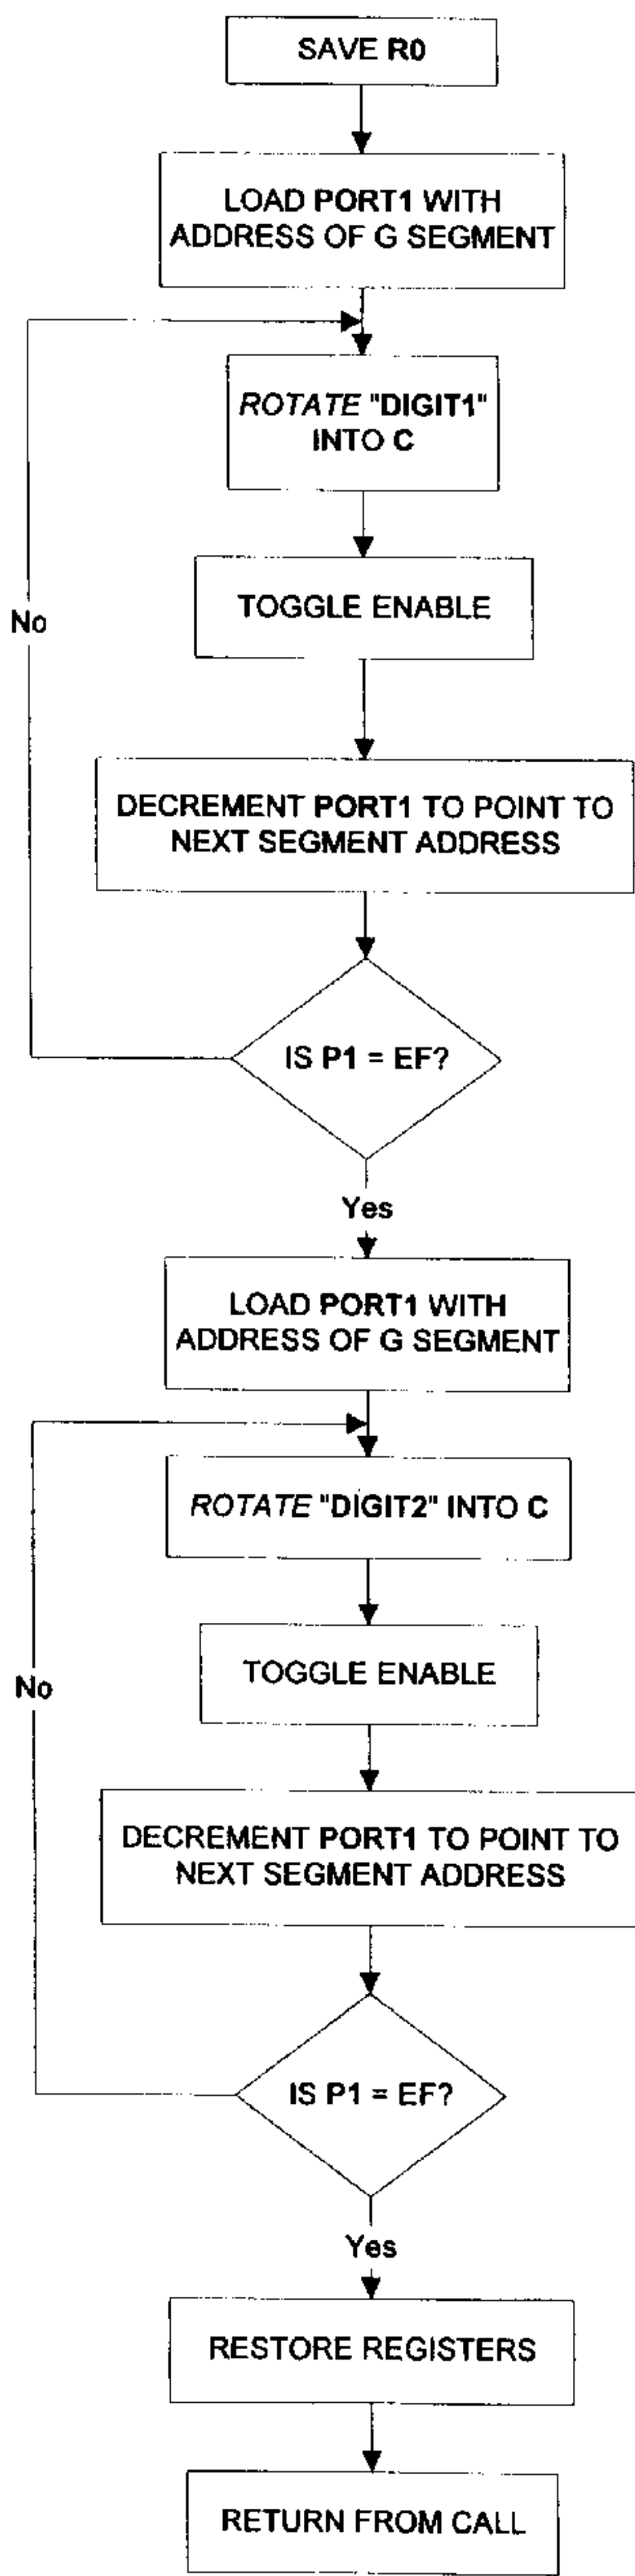 SAVE R0
LOAD PORT1 WITH
ADDRESS OF G SEGMENT
ROTATE "DIGIT1"
INTO C
TOGGLE ENABLE
No
DECREMENT PORT1 TO POINT TO
NEXT SEGMENT ADDRESS
IS P1 = EF?
Yes
LOAD PORT1 WITH
ADDRESS OF G SEGMENT
ROTATE "DIGIT2" INTO C
TOGGLE ENABLE
No
DECREMENT PORT1 TO POINT TO
NEXT SEGMENT ADDRESS
IS P1 = EF?
Yes
RESTORE REGISTERS
RETURN FROM CALL